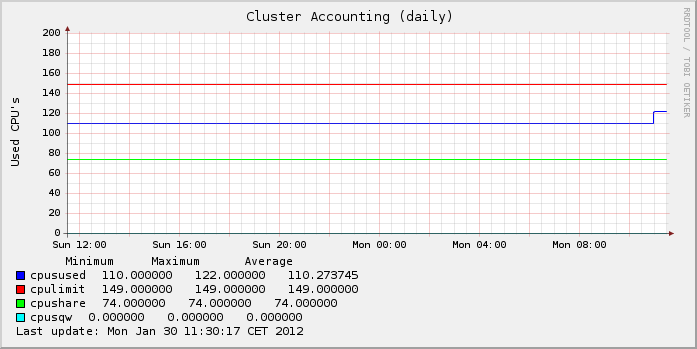 Cluster Accounting (daily)
RRDTOOL / TOBI OETIKER
Used CPU's
200
180
160
140
120
100
80
60
40
20
0
Sun 12:00 Sun 16:00 Sun 20:00 Mon 00:00 Mon 04:00 Mon 08:00
Minimum Maximum Average
cpusused 110.000000 122.000000 110.273745
cpulimit 149.000000 149.000000 149.000000
cpushare 74.000000 74.000000 74.000000
cpusqw 0.000000 0.000000 0.000000
Last update: Mon Jan 30 11:30:17 CET 2012